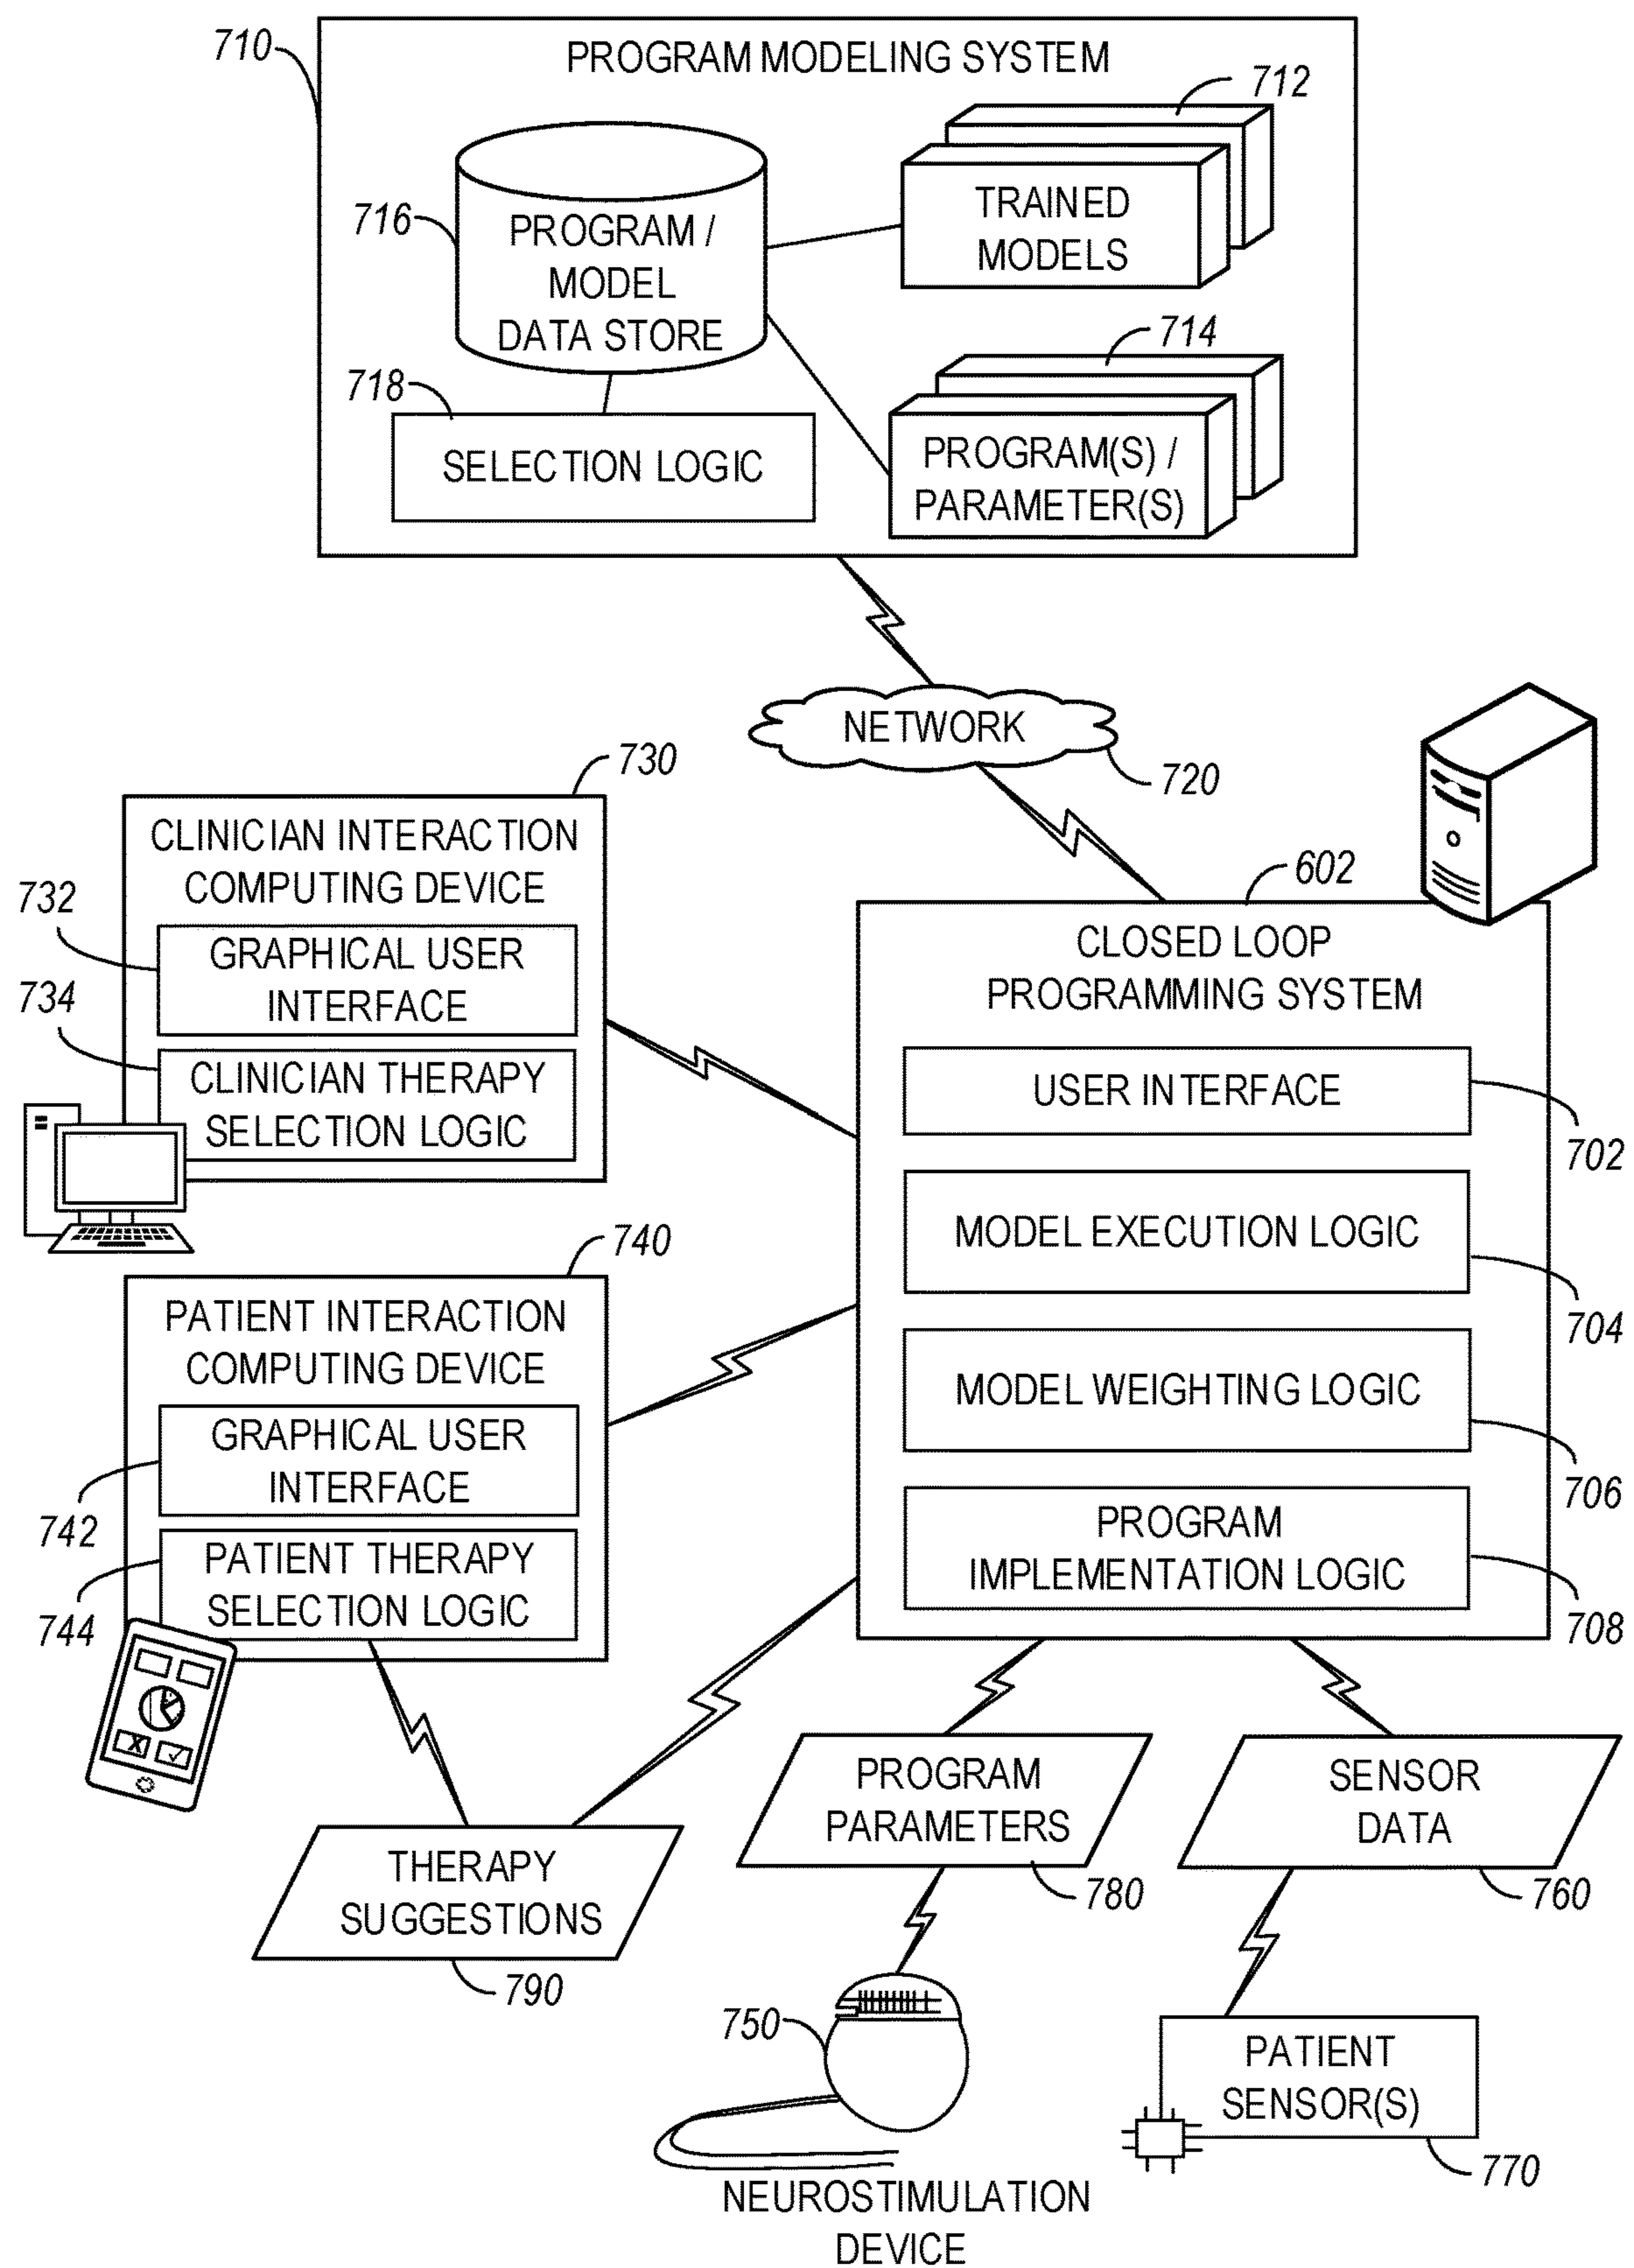 710
PROGRAM MODELING SYSTEM
712
716
PROGRAM /
MODEL
DATA STORE
TRAINED
MODELS
714
718
SELECTION LOGIC
PROGRAM(S) /
PARAMETER(S)
NETWORK
720
730
CLINICIAN INTERACTION
COMPUTING DEVICE
732
GRAPHICAL USER
INTERFACE
734
CLINICIAN THERAPY
SELECTION LOGIC
602
CLOSED LOOP
PROGRAMMING SYSTEM
USER INTERFACE
702
MODEL EXECUTION LOGIC
704
MODEL WEIGHTING LOGIC
706
PROGRAM
IMPLEMENTATION LOGIC
708
740
PATIENT INTERACTION
COMPUTING DEVICE
GRAPHICAL USER
INTERFACE
742
PATIENT THERAPY
SELECTION LOGIC
744
X
THERAPY
SUGGESTIONS
790
PROGRAM
PARAMETERS
780
SENSOR
DATA
760
750
NEUROSTIMULATION
DEVICE
PATIENT
SENSOR(S)
770